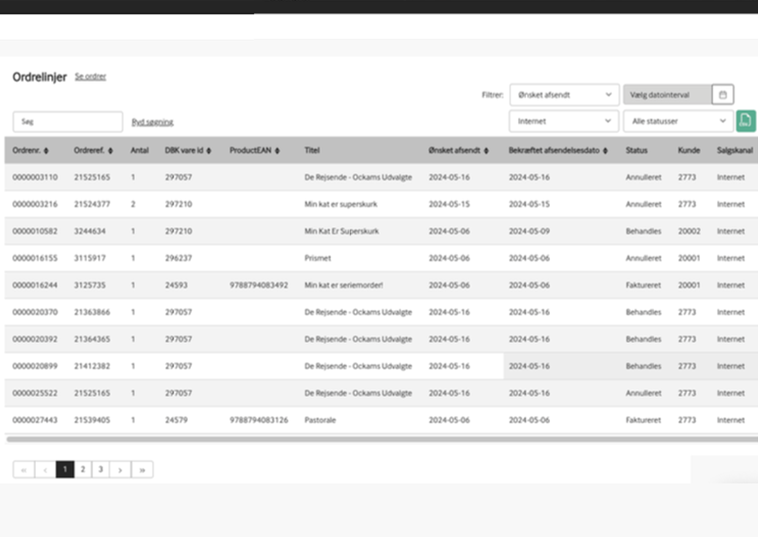 Ordrelinjer Se ordrer
Filtrer: Ønsket afsendt Vælg datointerval
Søg Byd søgning Internet Alle statusser
Ordrenr. Ordreref. Antal DBK vare id ProductEAN Titel Ønsket afsendt Bekræftet afsendelsesdato Status Kunde Salgskanal
0000003110 21525165 1 297057 De Rejsende - Ockams Udvalgte 2024-05-16 2024-05-16 Annulleret 2773 Internet
0000003216 21524377 2 297210 Min kat er superskurk 2024-05-15 2024-05-15 Annulleret 2773 Internet
0000010582 3244634 1 297210 Min Kat Er Superskurk 2024-05-06 2024-05-09 Behandles 20002 Internet
0000016155 3115917 1 296237 Prismet 2024-05-06 2024-05-06 Annulleret 20001 Internet
0000016244 3125735 1 24593 9788794083492 Min kat er seriemorder! 2024-05-06 2024-05-06 Faktureret 20001 Internet
0000020370 21363866 1 297057 De Rejsende - Ockams Udvalgte 2024-05-16 2024-05-16 Behandles 2773 Internet
0000020392 21364365 1 297057 De Rejsende - Ockams Udvalgte 2024-05-16 2024-05-16 Behandles 2773 Internet
0000020899 21412382 1 297057 De Rejsende - Ockams Udvalgte 2024-05-16 2024-05-16 Behandles 2773 Internet
0000025522 21525165 1 297057 De Rejsende - Ockams Udvalgte 2024-05-16 2024-05-16 Annulleret 2773 Internet
0000027443 21539405 1 24579 9788794083126 Pastorale 2024-05-06 2024-05-06 Faktureret 2773 Internet
« ‹ 1 2 3 › »